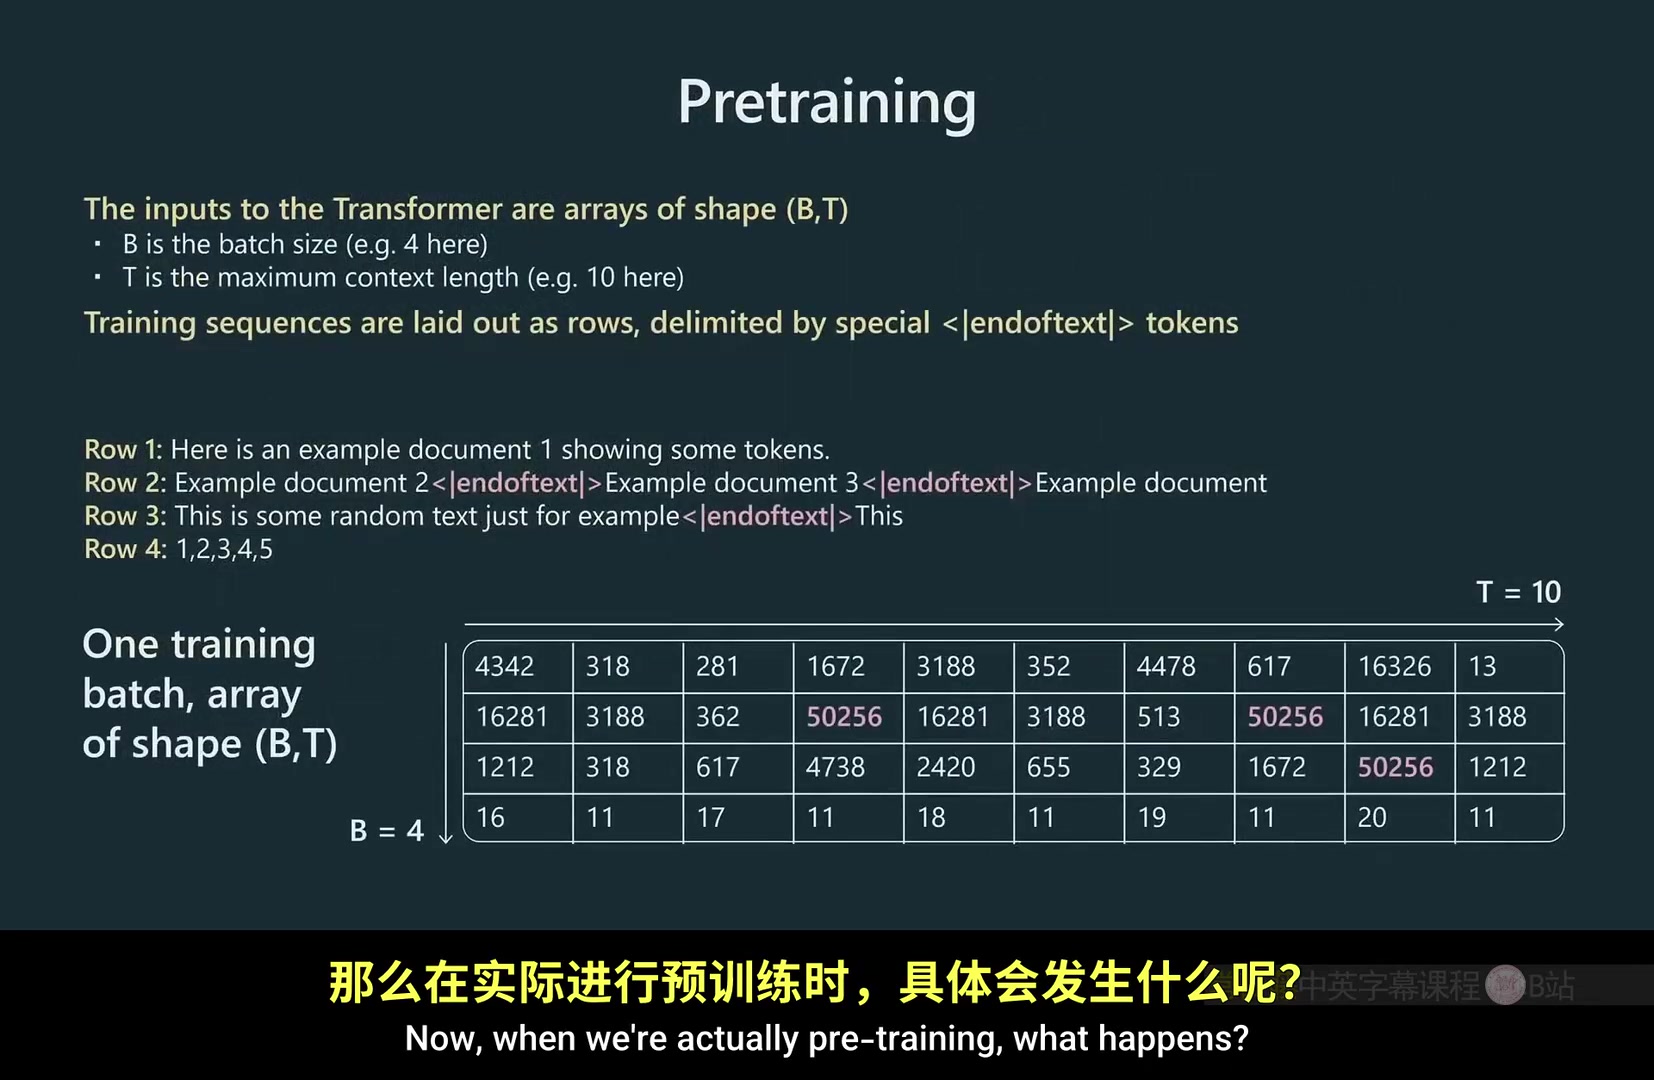 Pretraining
The inputs to the Transformer are arrays of shape (B,T)
· B is the batch size (e.g. 4 here)
· T is the maximum context length (e.g. 10 here)
Training sequences are laid out as rows, delimited by special <|endoftext|> tokens
Row 1: Here is an example document 1 showing some tokens.
Row 2: Example document 2<|endoftext|>Example document 3<|endoftext|>Example document
Row 3: This is some random text just for example<|endoftext|>This
Row 4: 1,2,3,4,5
T = 10
One training
batch, array
of shape (B,T)
B = 4
4342 318 281 1672 3188 352 4478 617 16326 13
16281 3188 362 50256 16281 3188 513 50256 16281 3188
1212 318 617 4738 2420 655 329 1672 50256 1212
16 11 17 11 18 11 19 11 20 11
那么在实际进行预训练时，具体会发生什么呢？
中英字幕课程 B站
Now, when we're actually pre-training, what happens?